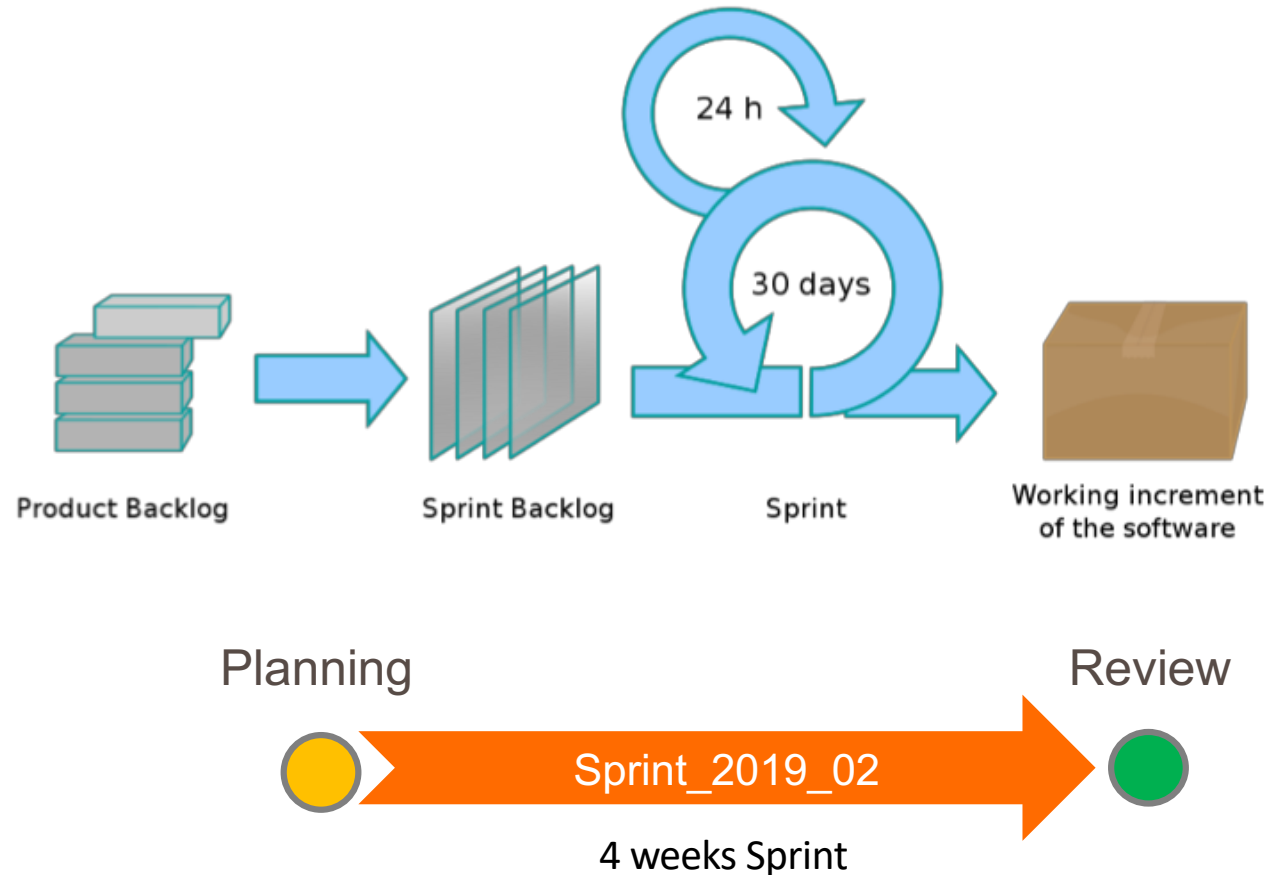 24 h
30 days
Product Backlog
Sprint Backlog
Sprint
Working increment
of the software
Planning
Review
Sprint_2019_02
4 weeks Sprint